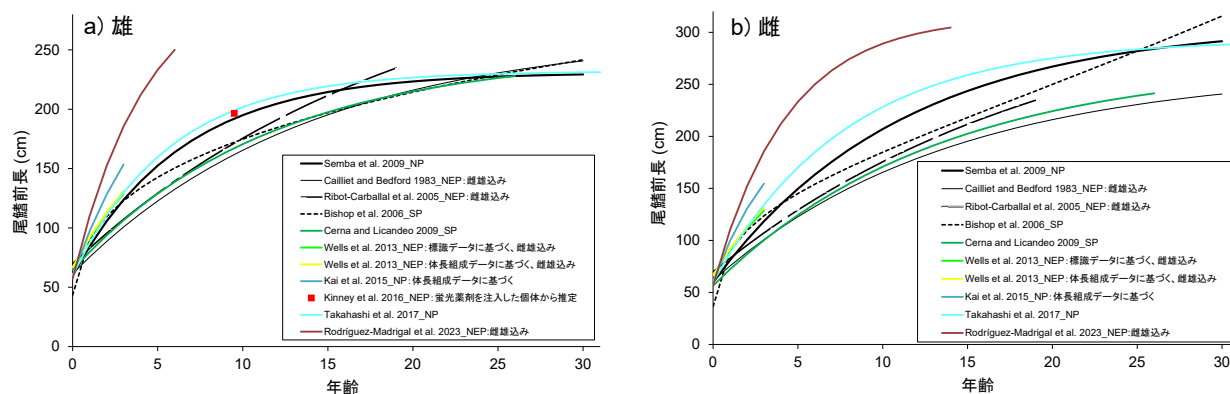 a) 雄
尾鰭前長 (cm)
250
200
150
100
50
0
0
5
10
15
20
25
30
年齢
Semba et al. 2009_NP
Cailliet and Bedford 1983_NEP:雌雄込み
Ribot-Carballal et al. 2005_NEP:雌雄込み
Bishop et al. 2006_SP
Cerna and Licandeo 2009_SP
Wells et al. 2013_NEP:標識データに基づく、雌雄込み
Wells et al. 2013_NEP:体長組成データに基づく、雌雄込み
Kai et al. 2015_NP:体長組成データに基づく
Kinney et al. 2016_NEP:蛍光薬剤を注入した個体から推定
Takahashi et al. 2017_NP
Rodríguez-Madrigal et al. 2023_NEP:雌雄込み
b) 雌
尾鰭前長 (cm)
300
250
200
150
100
50
0
0
5
10
15
20
25
30
年齢
Semba et al. 2009_NP
Cailliet and Bedford 1983_NEP:雌雄込み
Ribot-Carballal et al. 2005_NEP:雌雄込み
Bishop et al. 2006_SP
Cerna and Licandeo 2009_SP
Wells et al. 2013_NEP:標識データに基づく、雌雄込み
Wells et al. 2013_NEP:体長組成データに基づく、雌雄込み
Kai et al. 2015_NP:体長組成データに基づく
Takahashi et al. 2017_NP
Rodríguez-Madrigal et al. 2023_NEP:雌雄込み